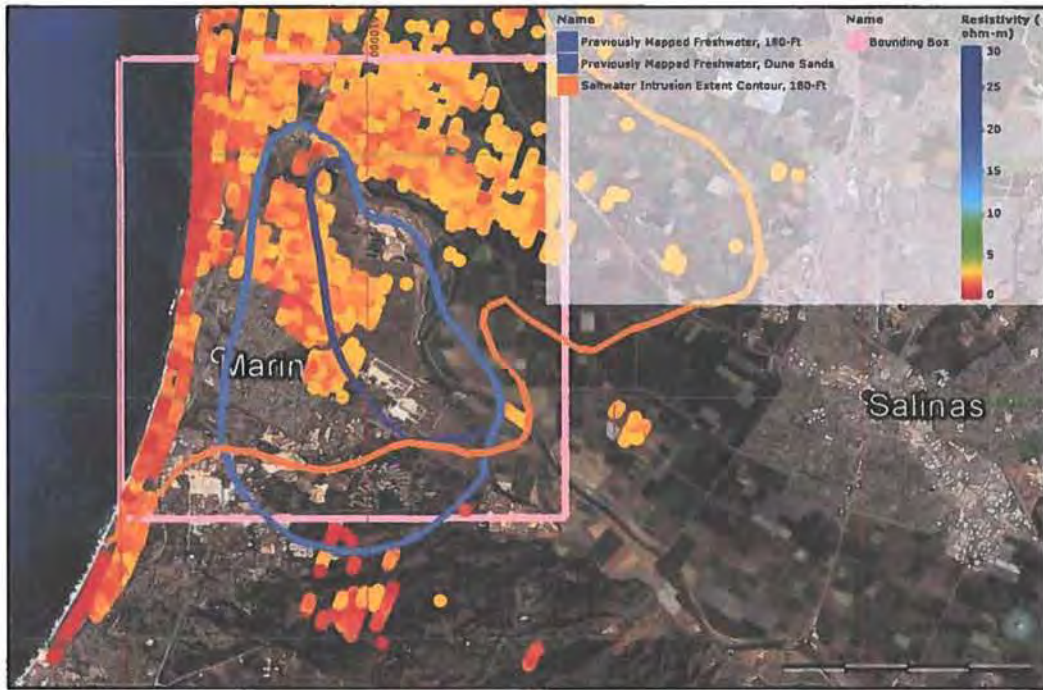 Name
Previously Mapped Freshwater, 180-Ft
Previously Mapped Freshwater, Dune Sands
Saltwater Intrusion Extent Contour, 180-Ft
Name
Bounding Box
Resistivity (
ohm-m)
30
25
20
15
10
5
0
Marin
Salinas